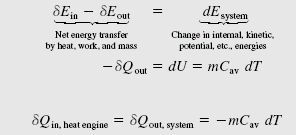 δE_in − δE_out = dE_system
Net energy transfer Change in internal, kinetic,
by heat, work, and mass potential, etc., energies
−δQ_out = dU = mC_av dT
δQ_in, heat engine = δQ_out, system = −mC_av dT